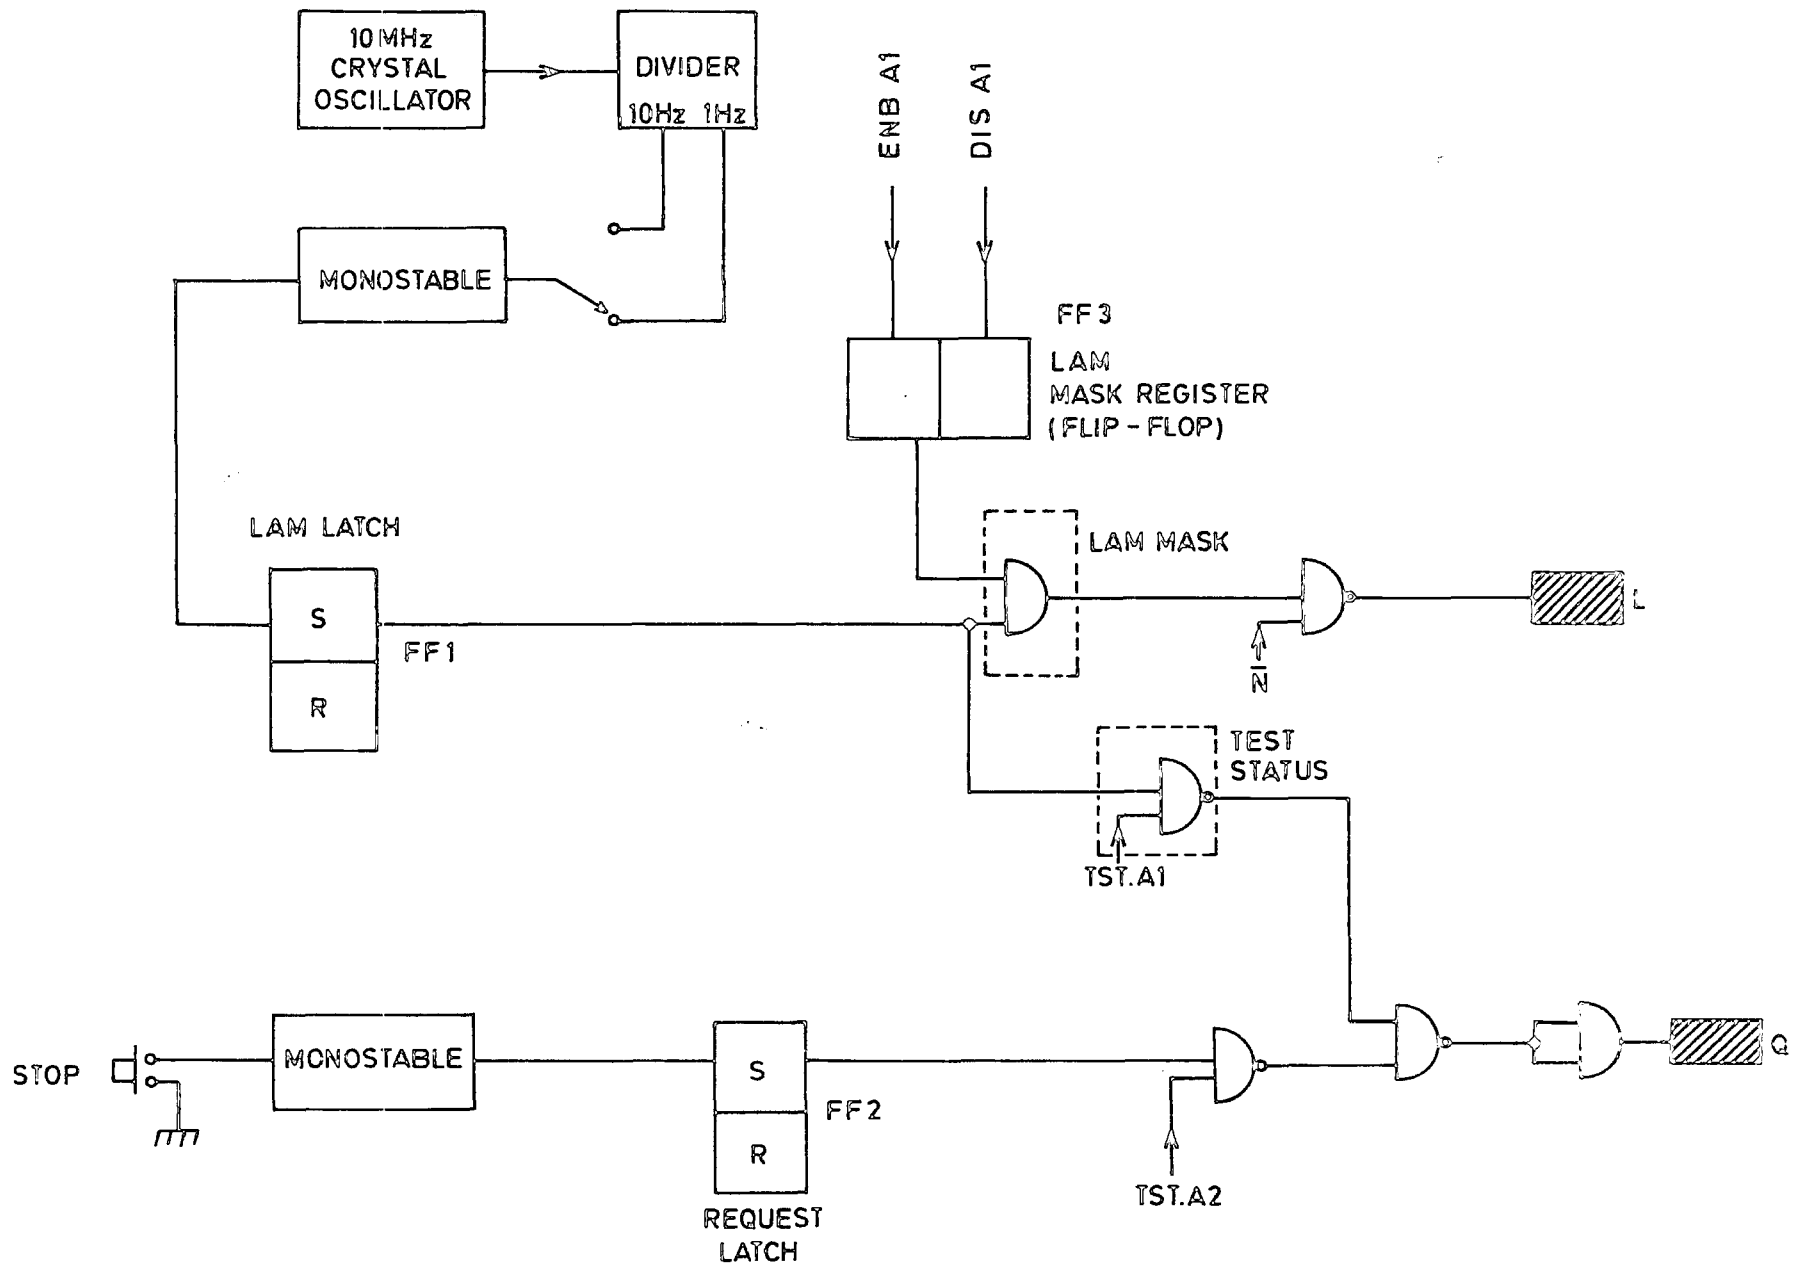 10 MHz
CRYSTAL
OSCILLATOR
DIVIDER
10Hz 1Hz
ENB A1
DIS A1
MONOSTABLE
FF3
LAM
MASK REGISTER
(FLIP - FLOP)
LAM LATCH
S
R
FF1
LAM MASK
N̅
L
TEST
STATUS
TST.A1
STOP
MONOSTABLE
S
R
FF2
REQUEST
LATCH
TST.A2
Q